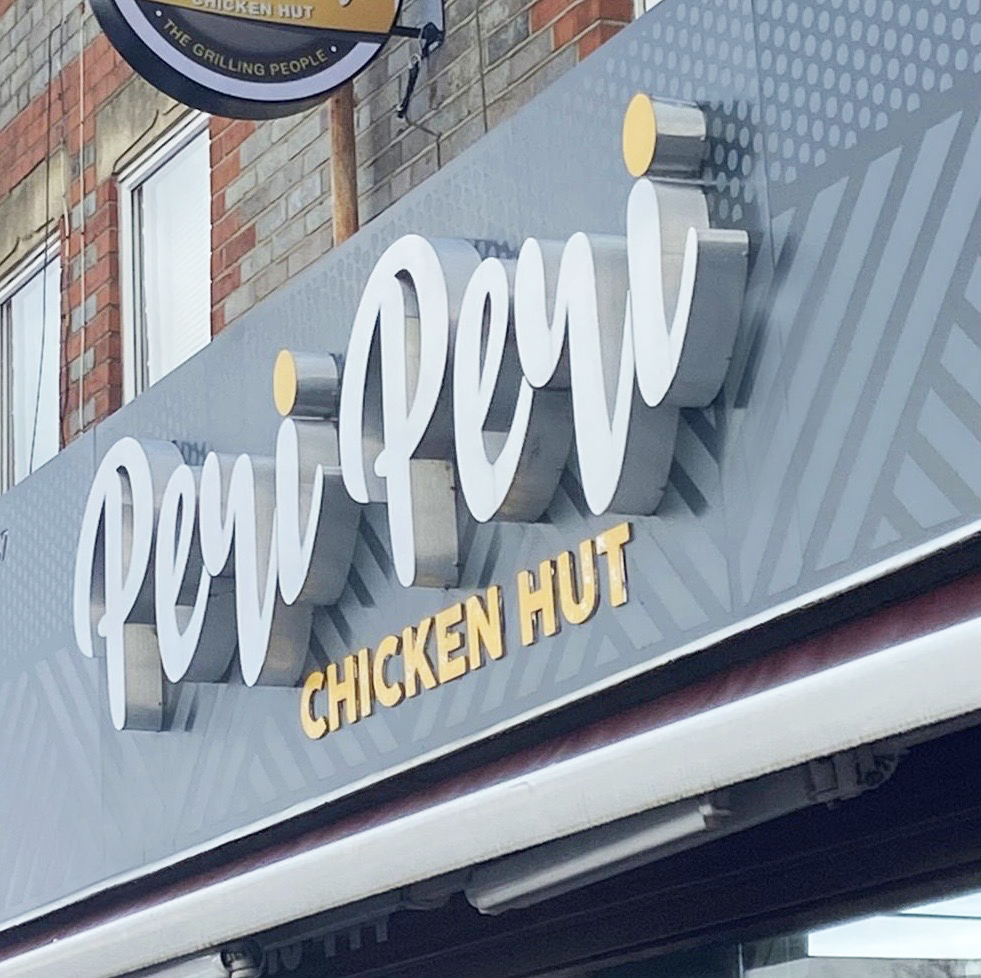 CHICKEN HUT
• THE GRILLING PEOPLE •
Peri Peri
CHICKEN HUT